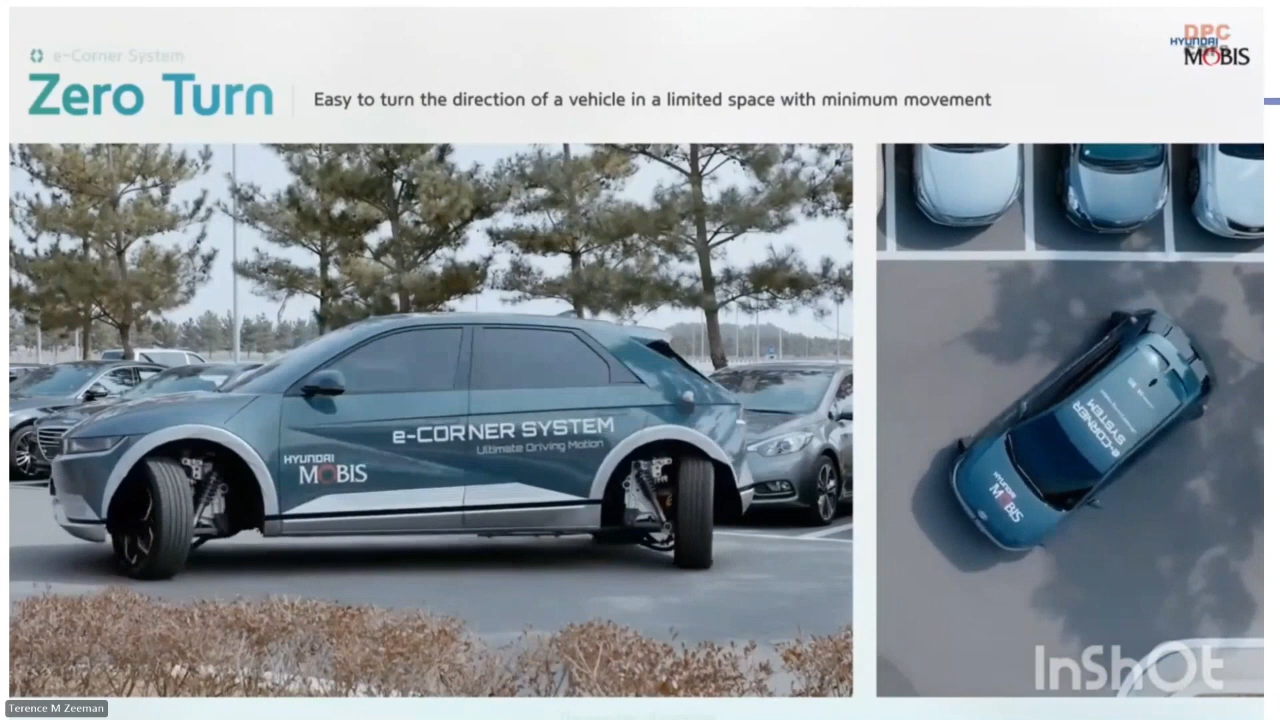 e-Corner System
Zero Turn
Easy to turn the direction of a vehicle in a limited space with minimum movement
DPC
HYUNDAI
MOBIS
e-CORNER SYSTEM
Ultimate Driving Motion
HYUNDAI
MOBIS
e-CORNER
SYSTEM
HYUNDAI
MOBIS
InShOt
Terence M Zeeman